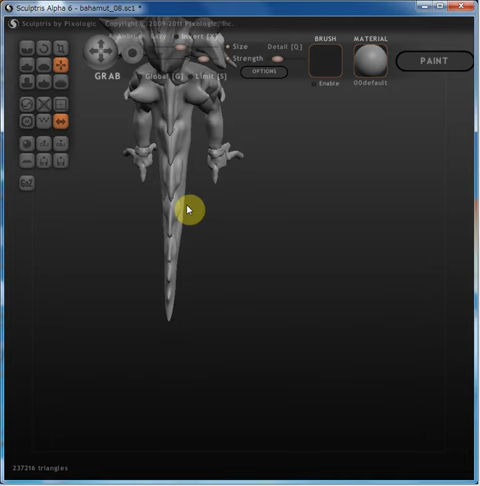 Sculptris Alpha 6 - bahamut_08.sc1 *
Sculptris by Pixologic Copyright © 2009-2011 Pixologic, Inc.
Airbrush Invert [X]
Size Detail [Q]
Strength
GRAB
Global [G] Limit [S]
OPTIONS
BRUSH
Enable
MATERIAL
00default
PAINT
237216 triangles